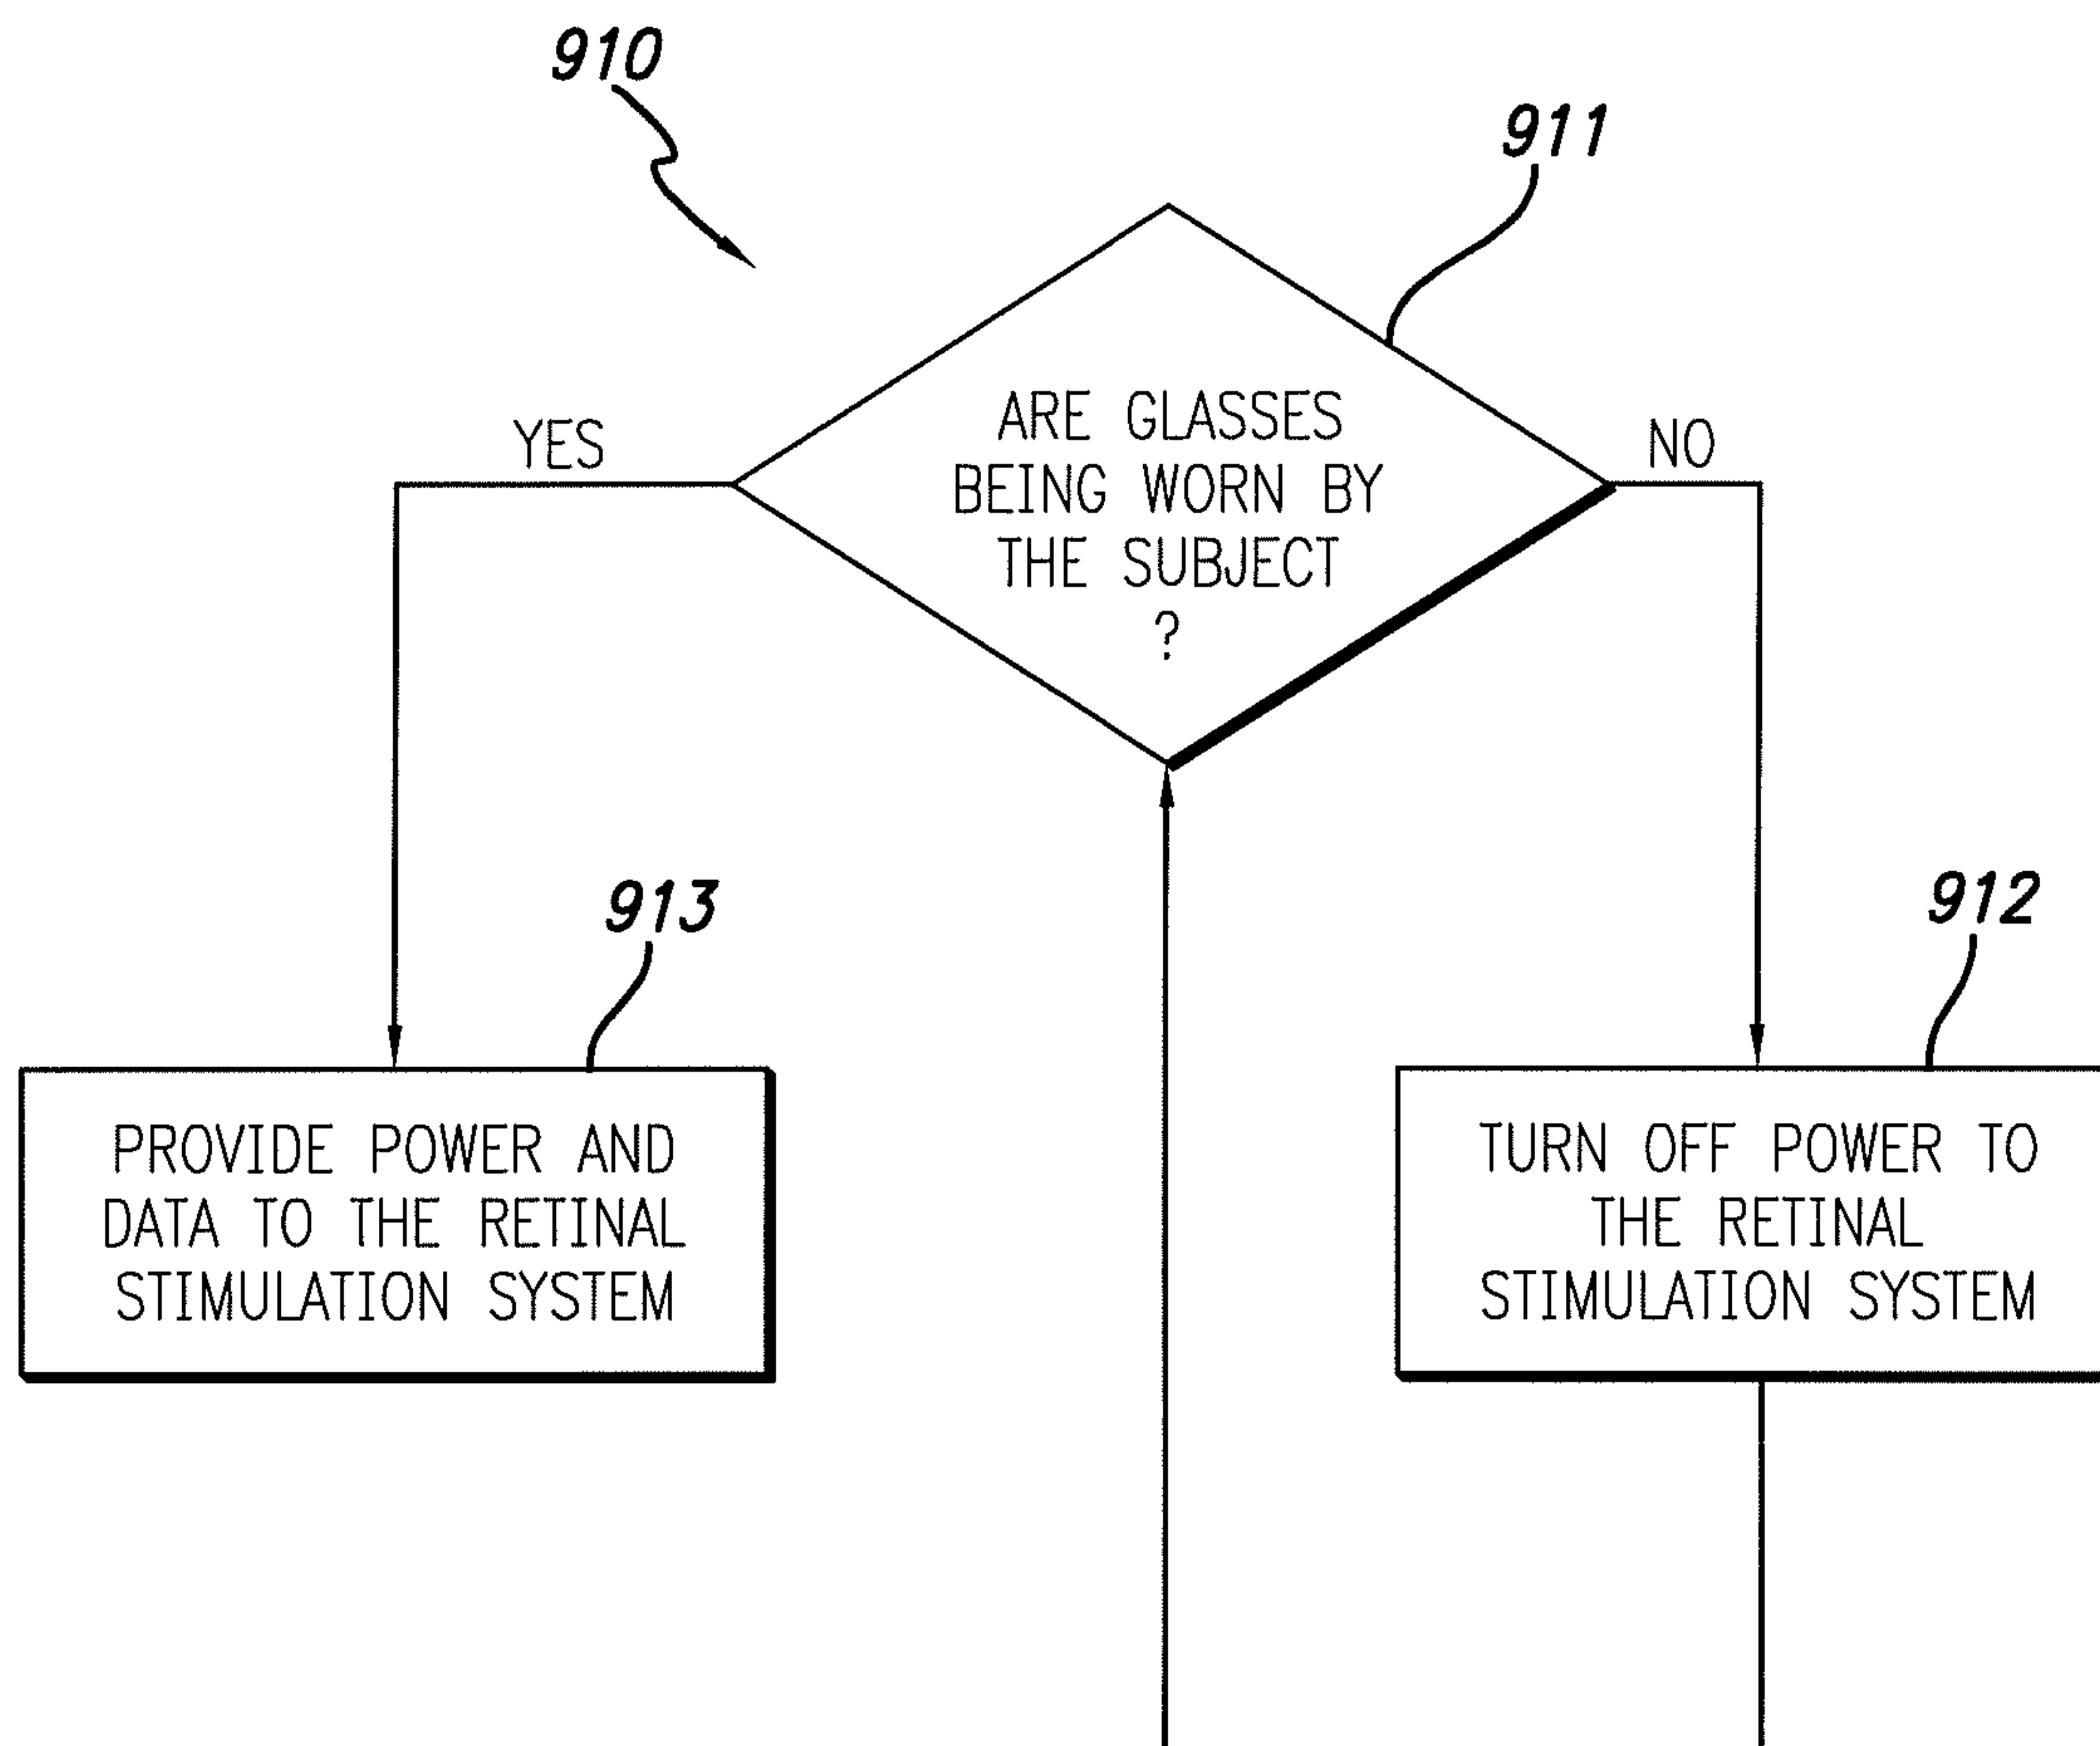 910
911
ARE GLASSES
BEING WORN BY
THE SUBJECT
?
YES
NO
913
912
PROVIDE POWER AND
DATA TO THE RETINAL
STIMULATION SYSTEM
TURN OFF POWER TO
THE RETINAL
STIMULATION SYSTEM